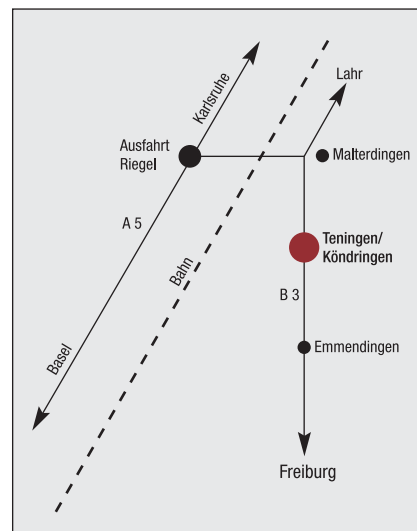 Karlsruhe
Lahr
Ausfahrt
Riegel
Malterdingen
A 5
Teningen/
Köndringen
Bahn
B 3
Basel
Emmendingen
Freiburg